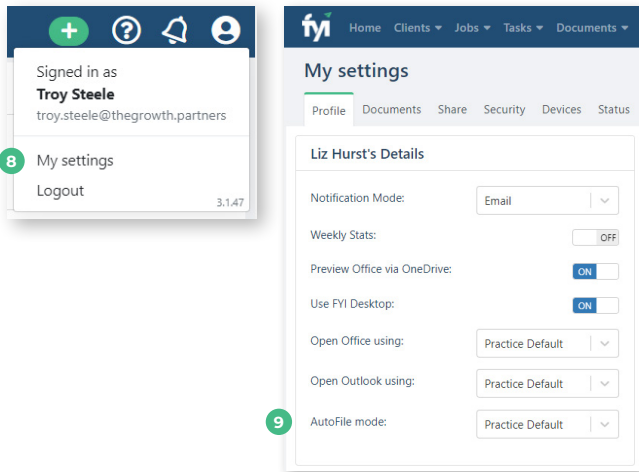 Signed in as
Troy Steele
troy.steele@thegrowth.partners
8 My settings
Logout
3.1.47
fyi Home Clients Jobs Tasks Documents
My settings
Profile Documents Share Security Devices Status
Liz Hurst's Details
Notification Mode: Email
Weekly Stats: OFF
Preview Office via OneDrive: ON
Use FYI Desktop: ON
Open Office using: Practice Default
Open Outlook using: Practice Default
9 AutoFile mode: Practice Default